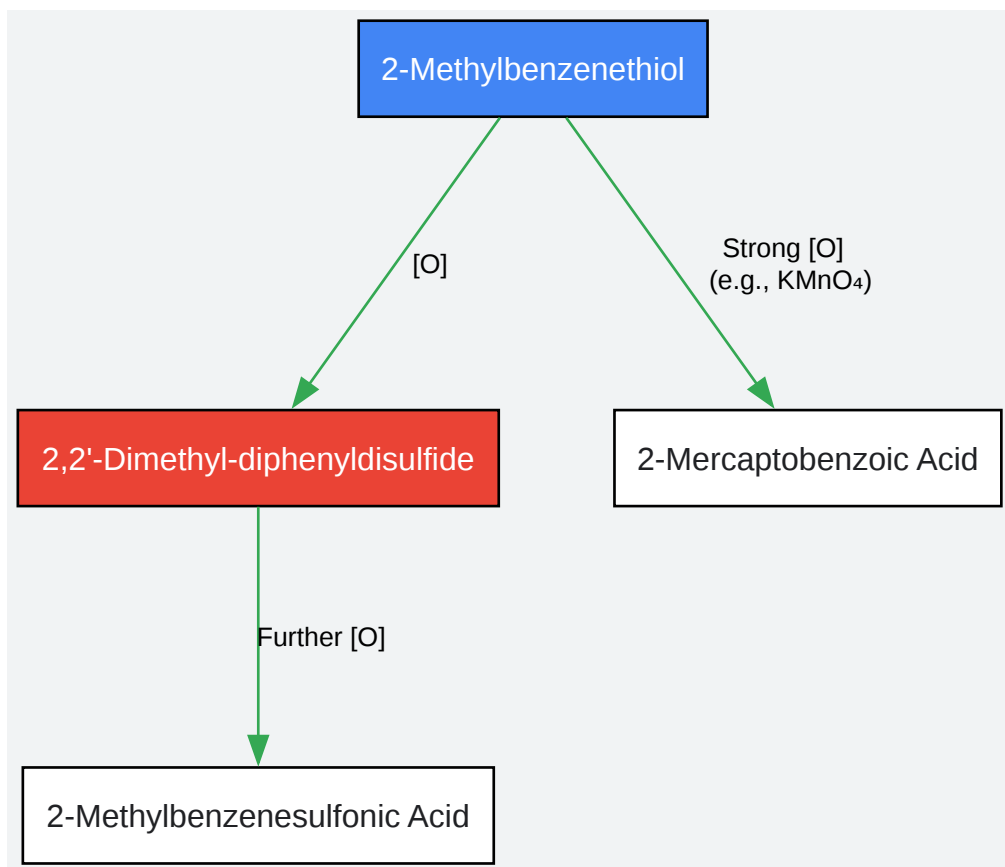 2-Methylbenzenethiol
[O]
Strong [O]
(e.g., KMnO₄)
2,2'-Dimethyl-diphenyldisulfide
2-Mercaptobenzoic Acid
Further [O]
2-Methylbenzenesulfonic Acid